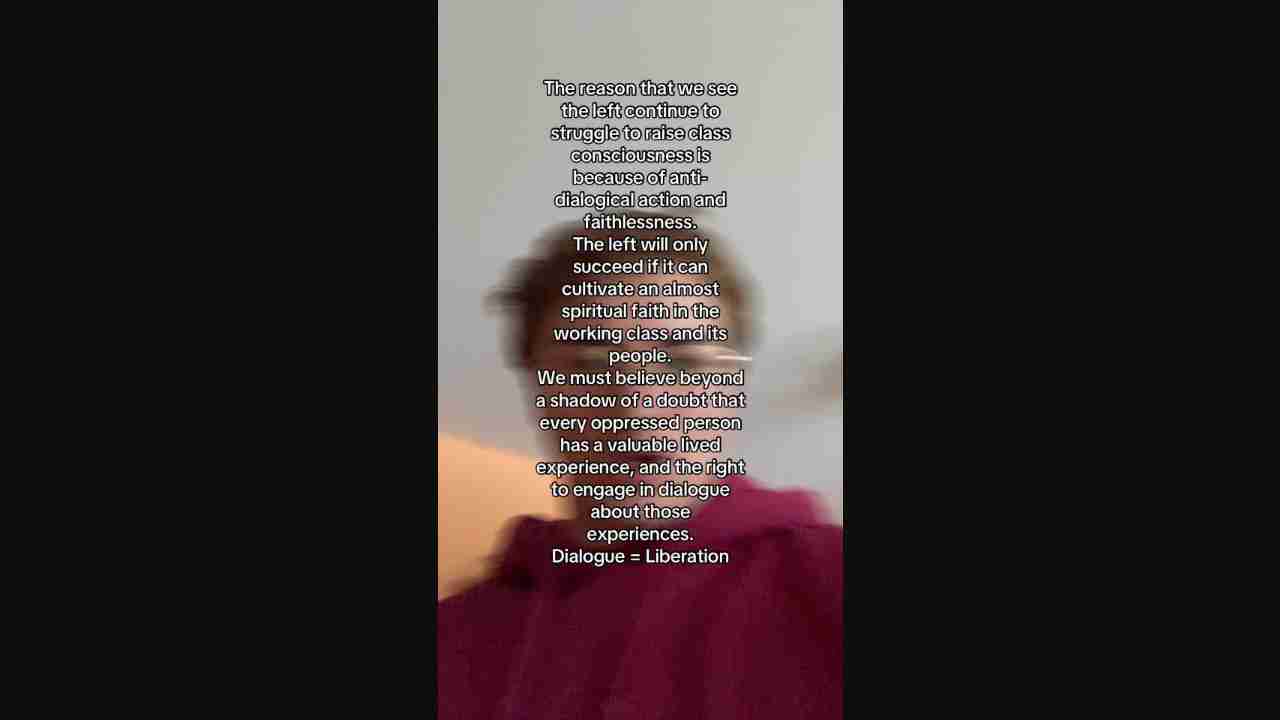 The reason that we see
the left continue to
struggle to raise class
consciousness is
because of anti-
dialogical action and
faithlessness.
The left will only
succeed if it can
cultivate an almost
spiritual faith in the
working class and its
people.
We must believe beyond
a shadow of a doubt that
every oppressed person
has a valuable lived
experience, and the right
to engage in dialogue
about those
experiences.
Dialogue = Liberation